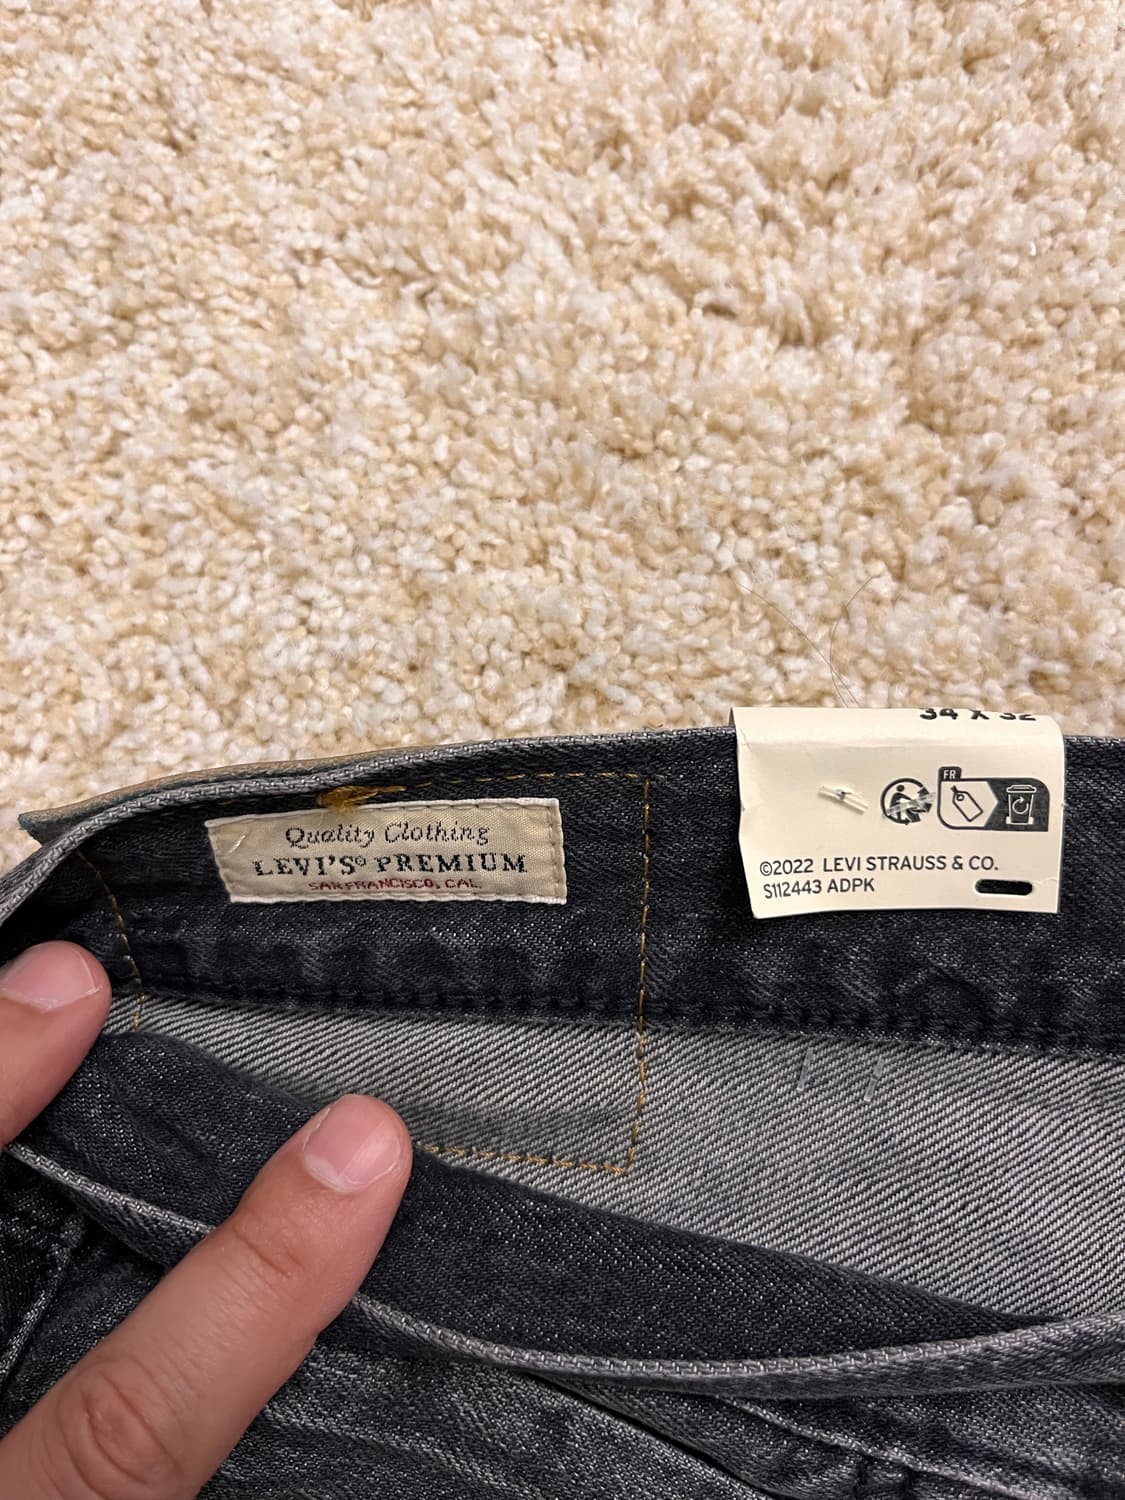 34 X 32
Quality Clothing
LEVI'S® PREMIUM
SAN FRANCISCO, CAL.
FR
©2022 LEVI STRAUSS & CO.
S112443 ADPK